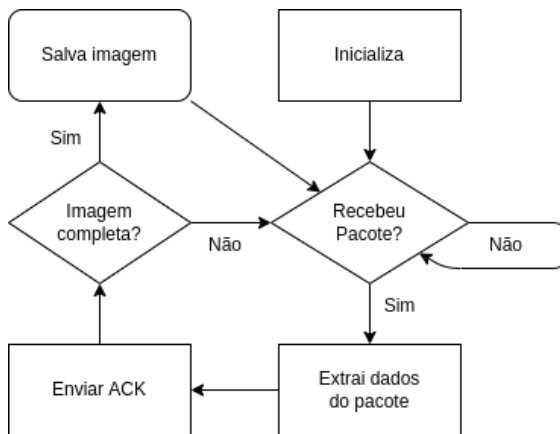 Salva imagem
Inicializa
Sim
Imagem
completa?
Não
Recebeu
Pacote?
Não
Sim
Enviar ACK
Extrai dados
do pacote